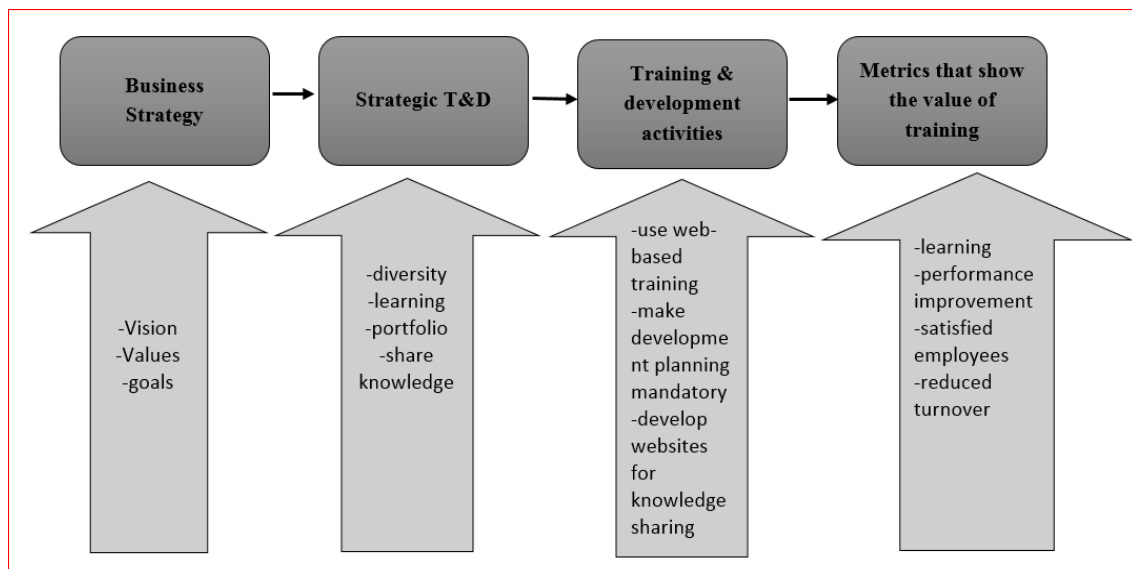 Business
Strategy
Strategic T&D
Training &
development
activities
Metrics that show
the value of
training
-Vision
-Values
-goals
-diversity
-learning
-portfolio
-share
knowledge
-use web-
based
training
-make
developme
nt planning
mandatory
-develop
websites
for
knowledge
sharing
-learning
-performance
improvement
-satisfied
employees
-reduced
turnover